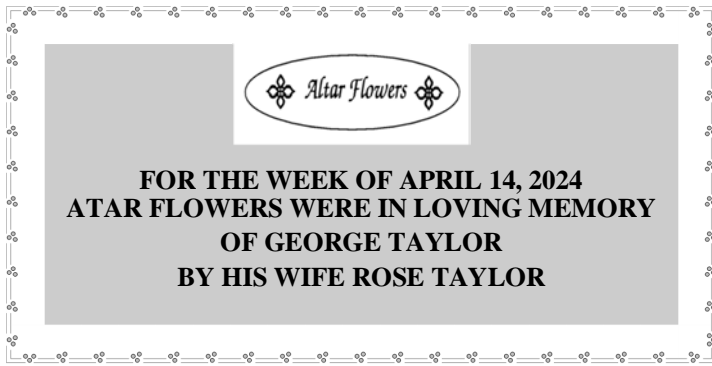 Altar Flowers
FOR THE WEEK OF APRIL 14, 2024
ATAR FLOWERS WERE IN LOVING MEMORY
OF GEORGE TAYLOR
BY HIS WIFE ROSE TAYLOR